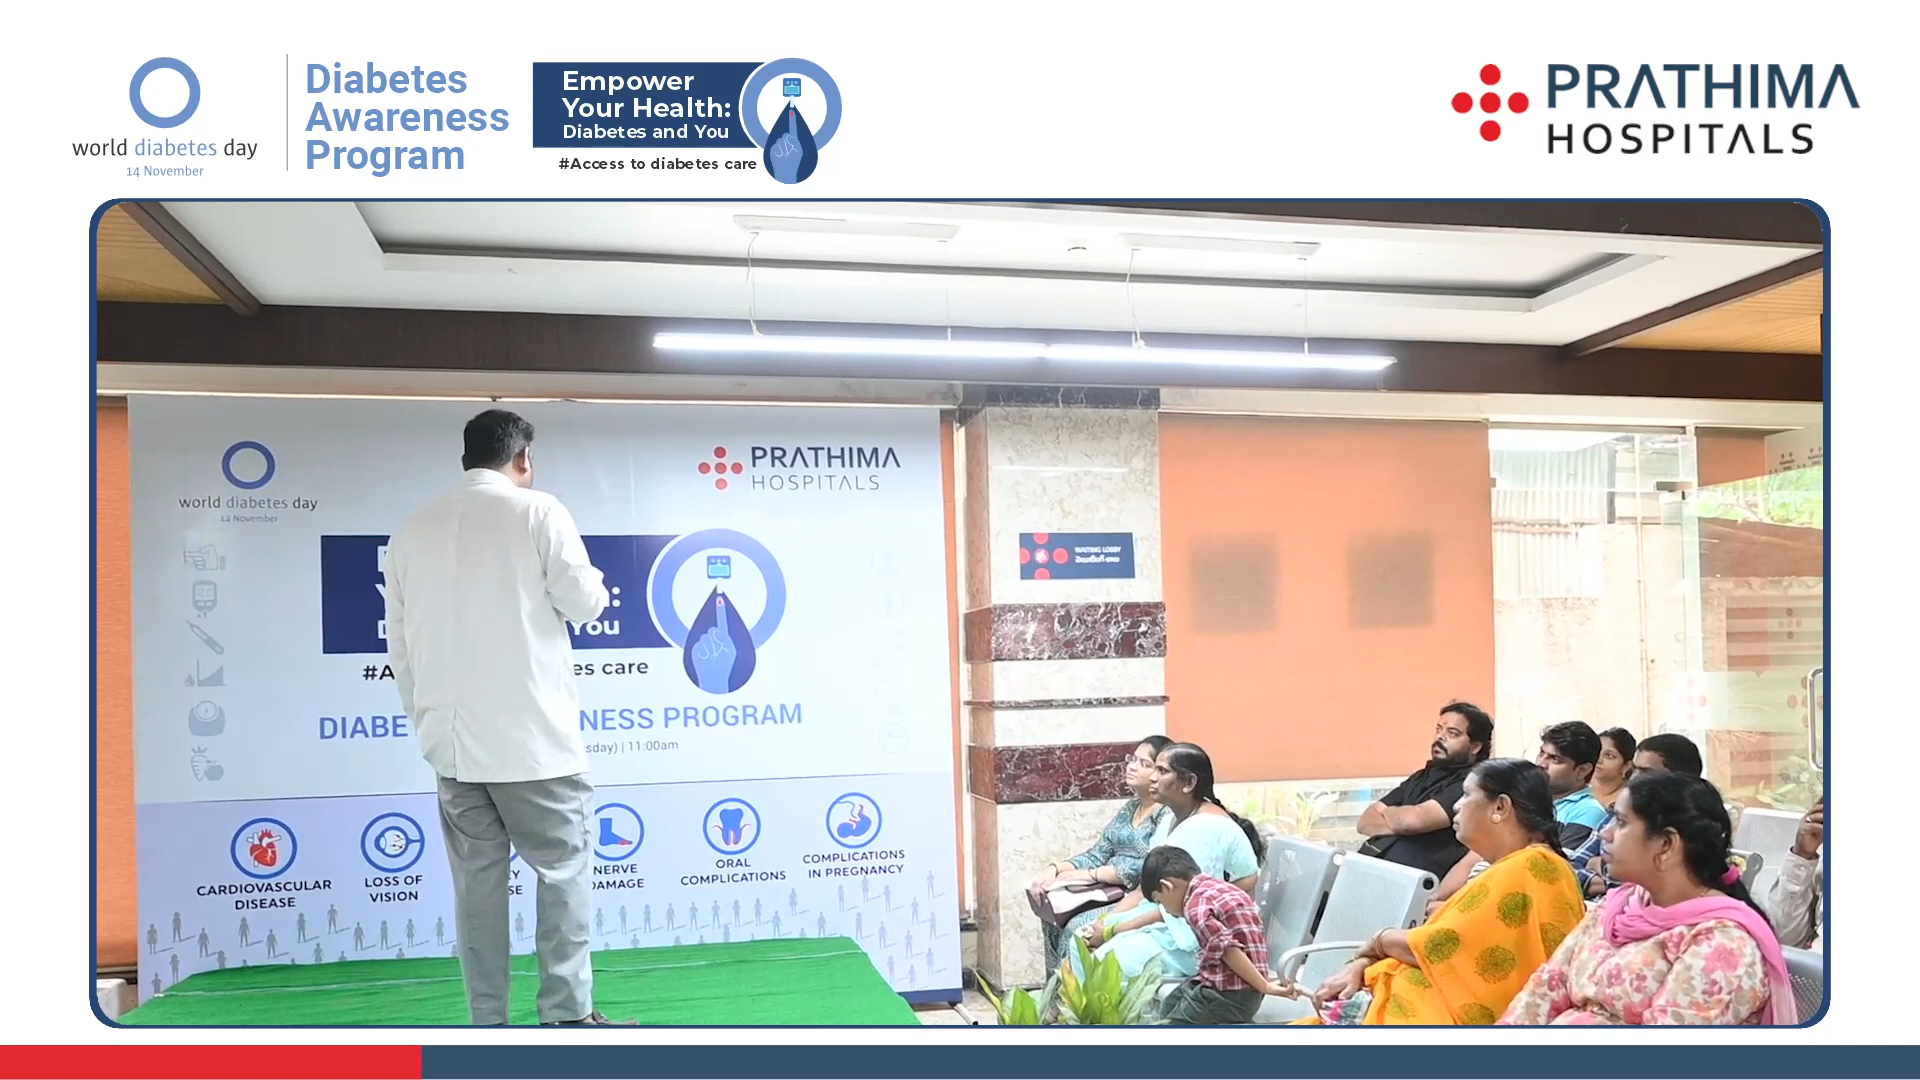 world diabetes day
14 November
Diabetes
Awareness
Program
Empower
Your Health:
Diabetes and You
#Access to diabetes care
PRATHIMA
HOSPITALS
world diabetes day
14 November
PRATHIMA
HOSPITALS
You
#A es care
DIABE NESS PROGRAM
sday) | 11:00am
WAITING LOBBY
CARDIOVASCULAR
DISEASE
LOSS OF
VISION
NERVE
DAMAGE
ORAL
COMPLICATIONS
COMPLICATIONS
IN PREGNANCY